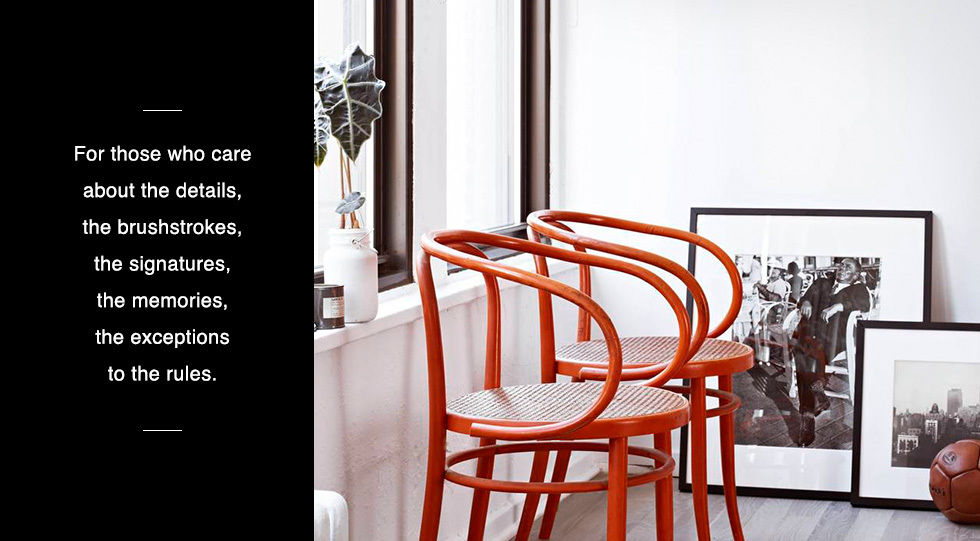 For those who care
about the details,
the brushstrokes,
the signatures,
the memories,
the exceptions
to the rules.